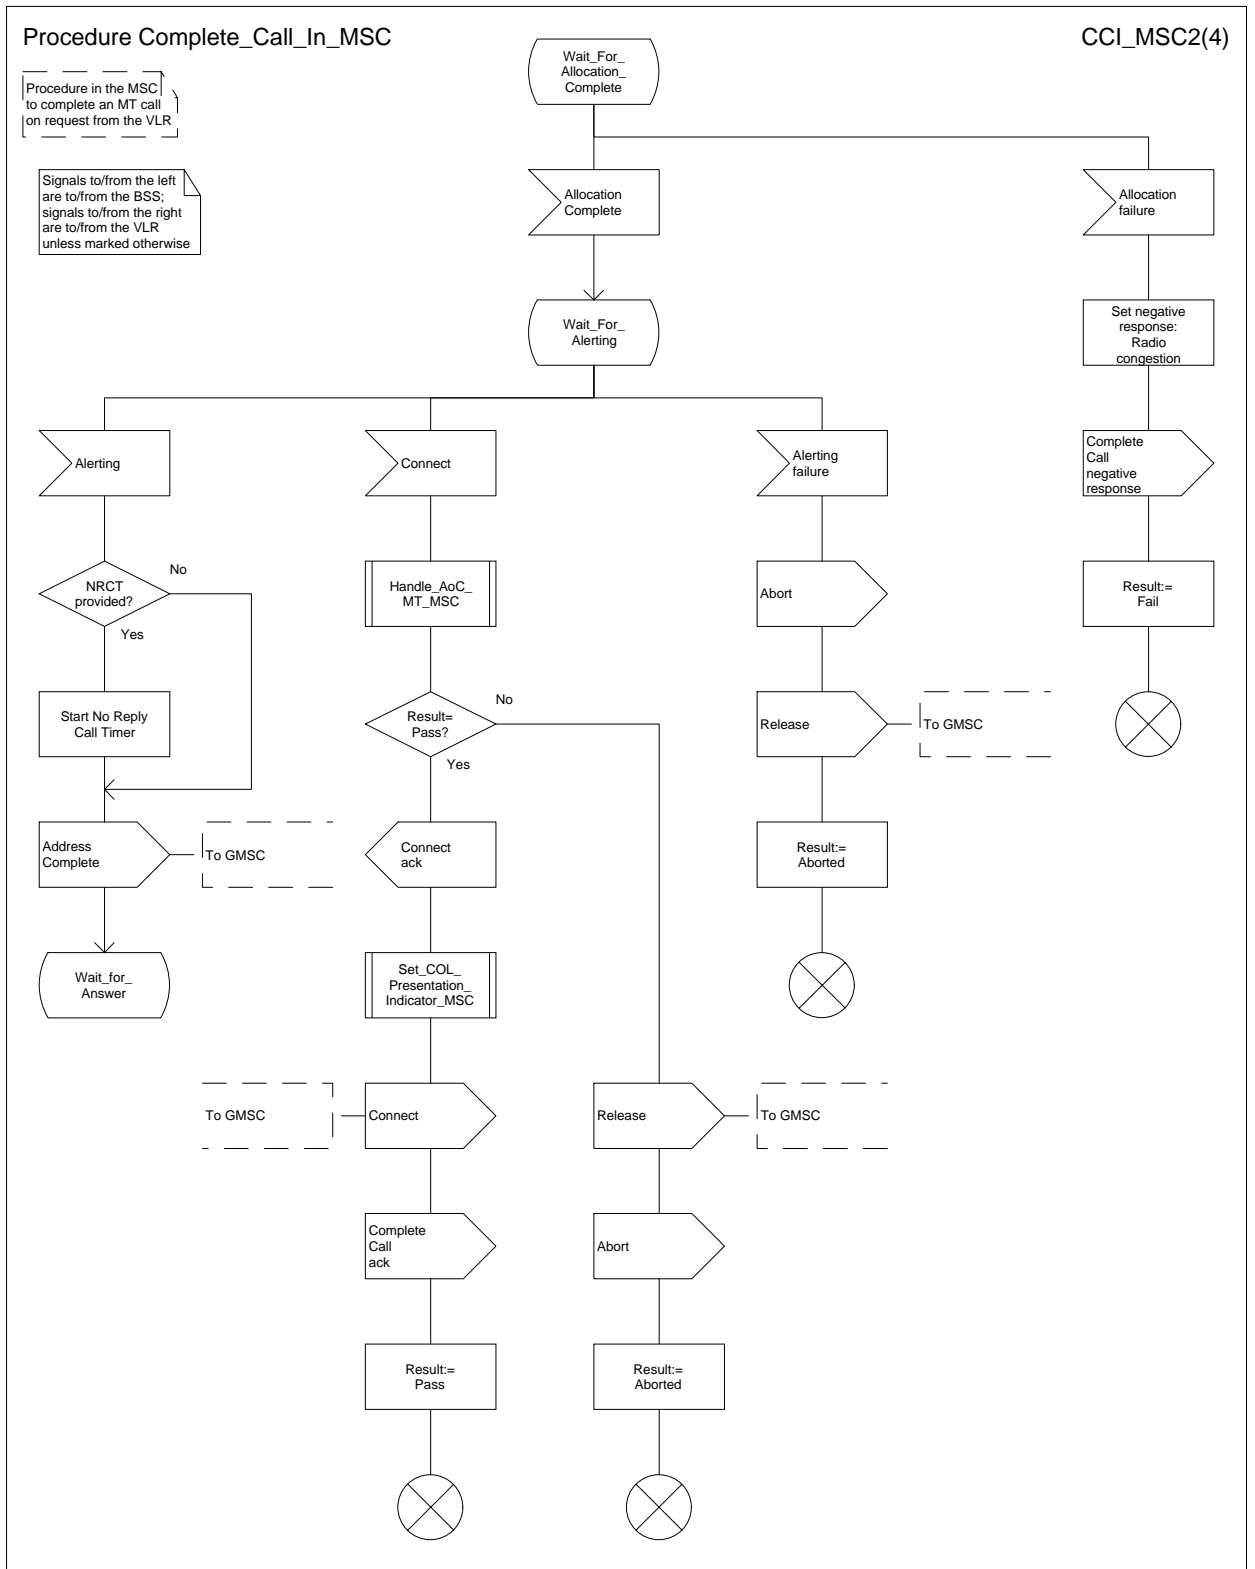 Procedure Complete_Call_In_MSC
CCI_MSC2(4)
Procedure in the MSC
to complete an MT call
on request from the VLR
Signals to/from the left
are to/from the BSS;
signals to/from the right
are to/from the VLR
unless marked otherwise
Wait_For_
Allocation_
Complete
Allocation
Complete
Allocation
failure
Wait_For_
Alerting
Set negative
response:
Radio
congestion
Alerting
Connect
Alerting
failure
Complete
Call
negative
response
NRCT
provided?
No
Yes
Handle_AoC_
MT_MSC
Abort
Result:=
Fail
Start No Reply
Call Timer
Result=
Pass?
No
Yes
Release
To GMSC
Address
Complete
To GMSC
Connect
ack
Result:=
Aborted
Wait_for_
Answer
Set_COL_
Presentation_
Indicator_MSC
To GMSC
Connect
Release
To GMSC
Complete
Call
ack
Abort
Result:=
Pass
Result:=
Aborted